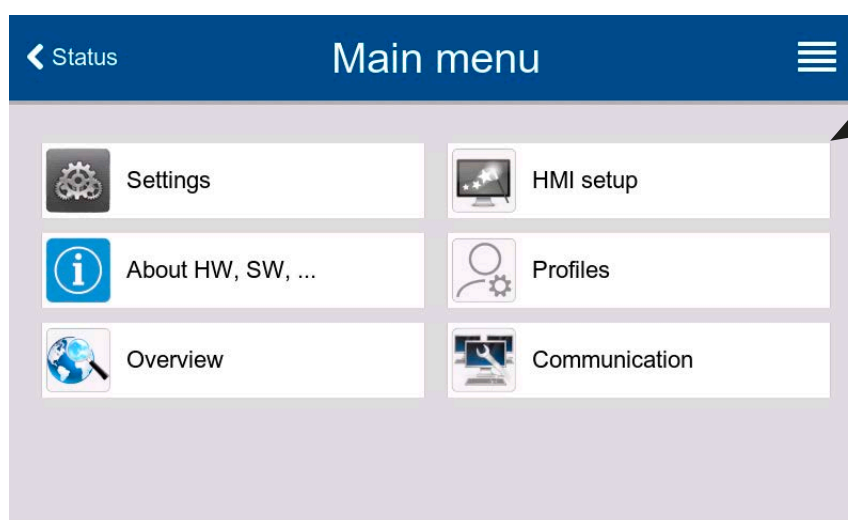 Status
Main menu
Settings
HMI setup
About HW, SW, ...
Profiles
Overview
Communication